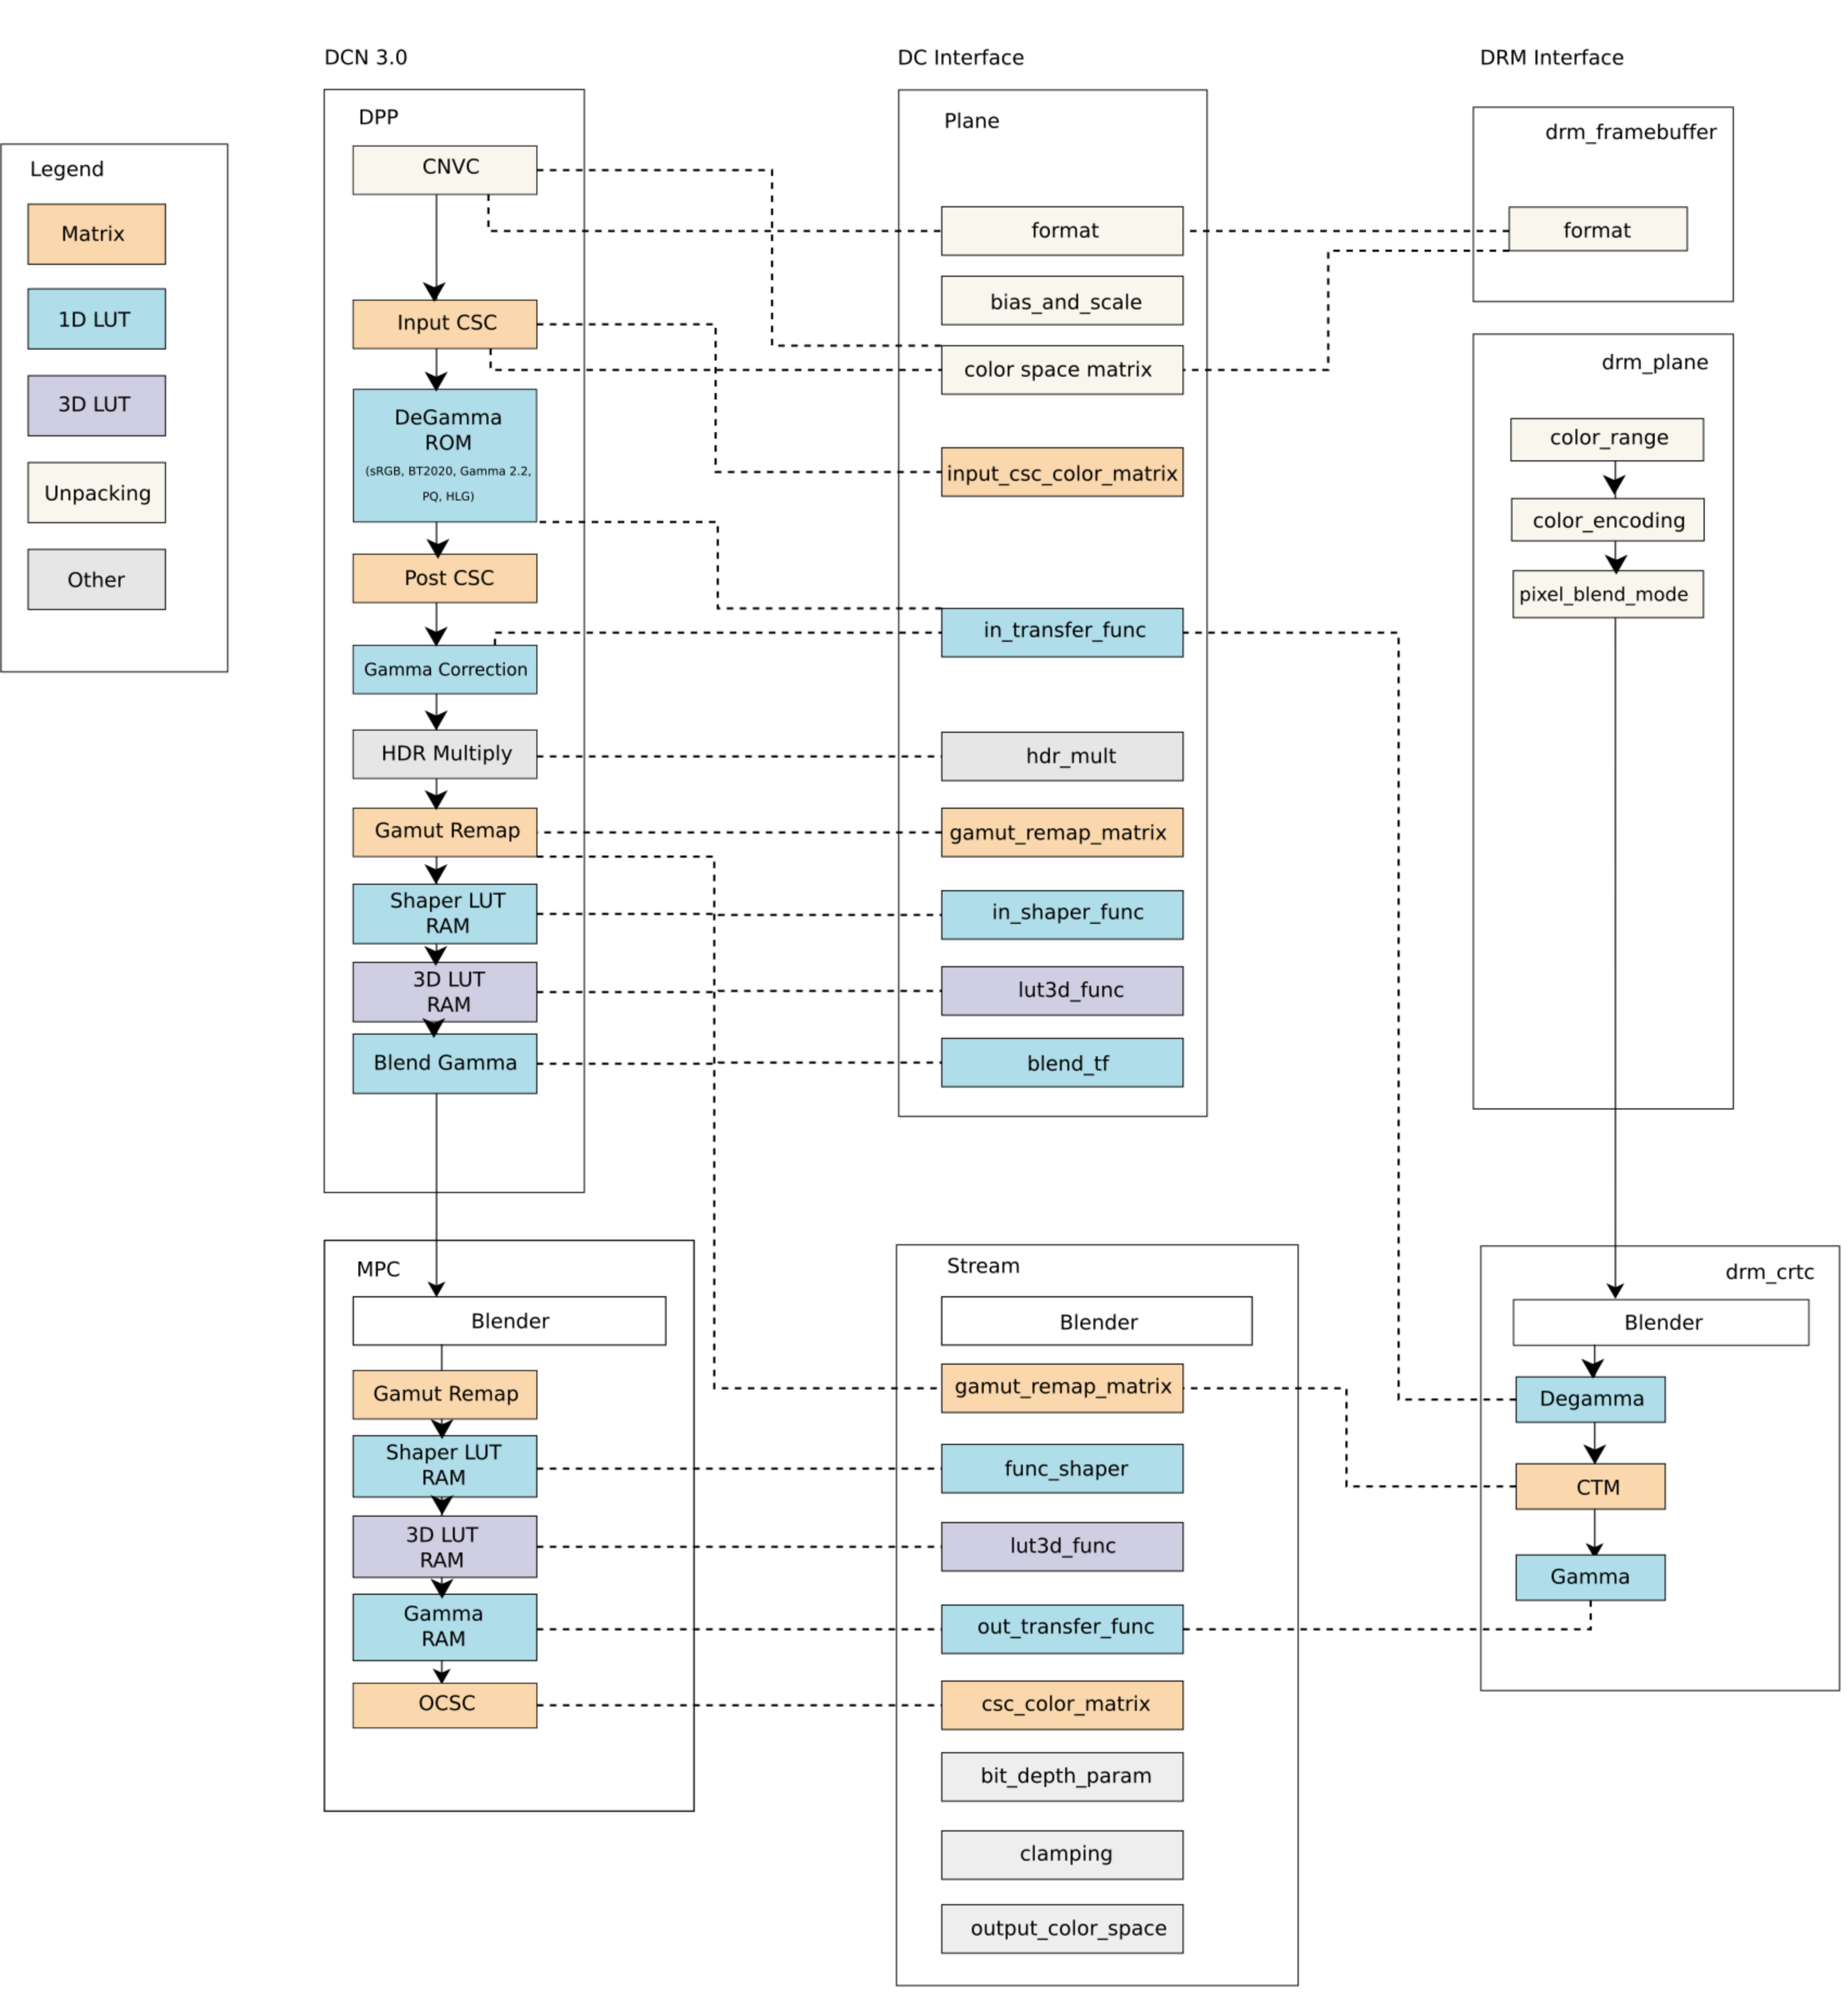 DCN 3.0
DC Interface
DRM Interface
Legend
Matrix
1D LUT
3D LUT
Unpacking
Other
DPP
CNVC
Input CSC
DeGamma
ROM
(sRGB, BT2020, Gamma 2.2,
PQ, HLG)
Post CSC
Gamma Correction
HDR Multiply
Gamut Remap
Shaper LUT
RAM
3D LUT
RAM
Blend Gamma
MPC
Blender
Gamut Remap
Shaper LUT
RAM
3D LUT
RAM
Gamma
RAM
OCSC
Plane
format
bias_and_scale
color space matrix
input_csc_color_matrix
in_transfer_func
hdr_mult
gamut_remap_matrix
in_shaper_func
lut3d_func
blend_tf
Stream
Blender
gamut_remap_matrix
func_shaper
lut3d_func
out_transfer_func
csc_color_matrix
bit_depth_param
clamping
output_color_space
drm_framebuffer
format
drm_plane
color_range
color_encoding
pixel_blend_mode
drm_crtc
Blender
Degamma
CTM
Gamma